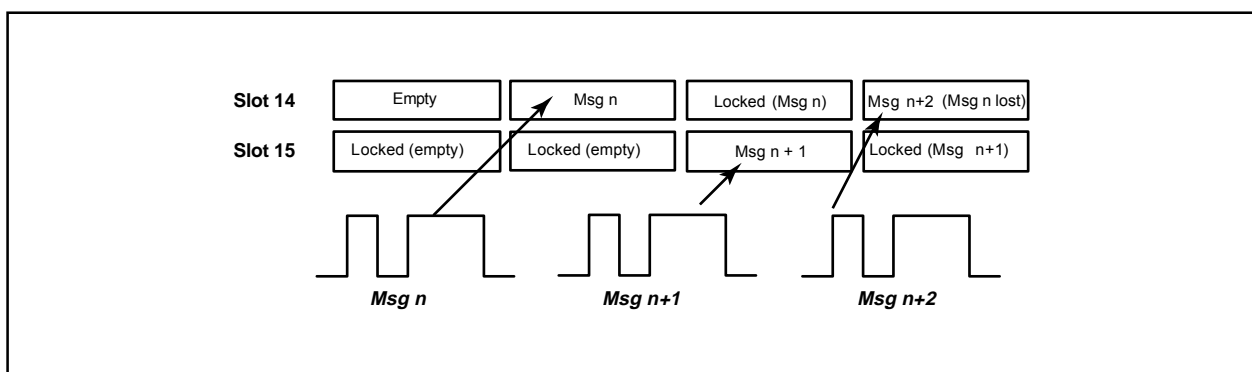 Slot 14 Empty Msg n Locked (Msg n) Msg n+2 (Msg n lost)
Slot 15 Locked (empty) Locked (empty) Msg n + 1 Locked (Msg n+1)
Msg n Msg n+1 Msg n+2